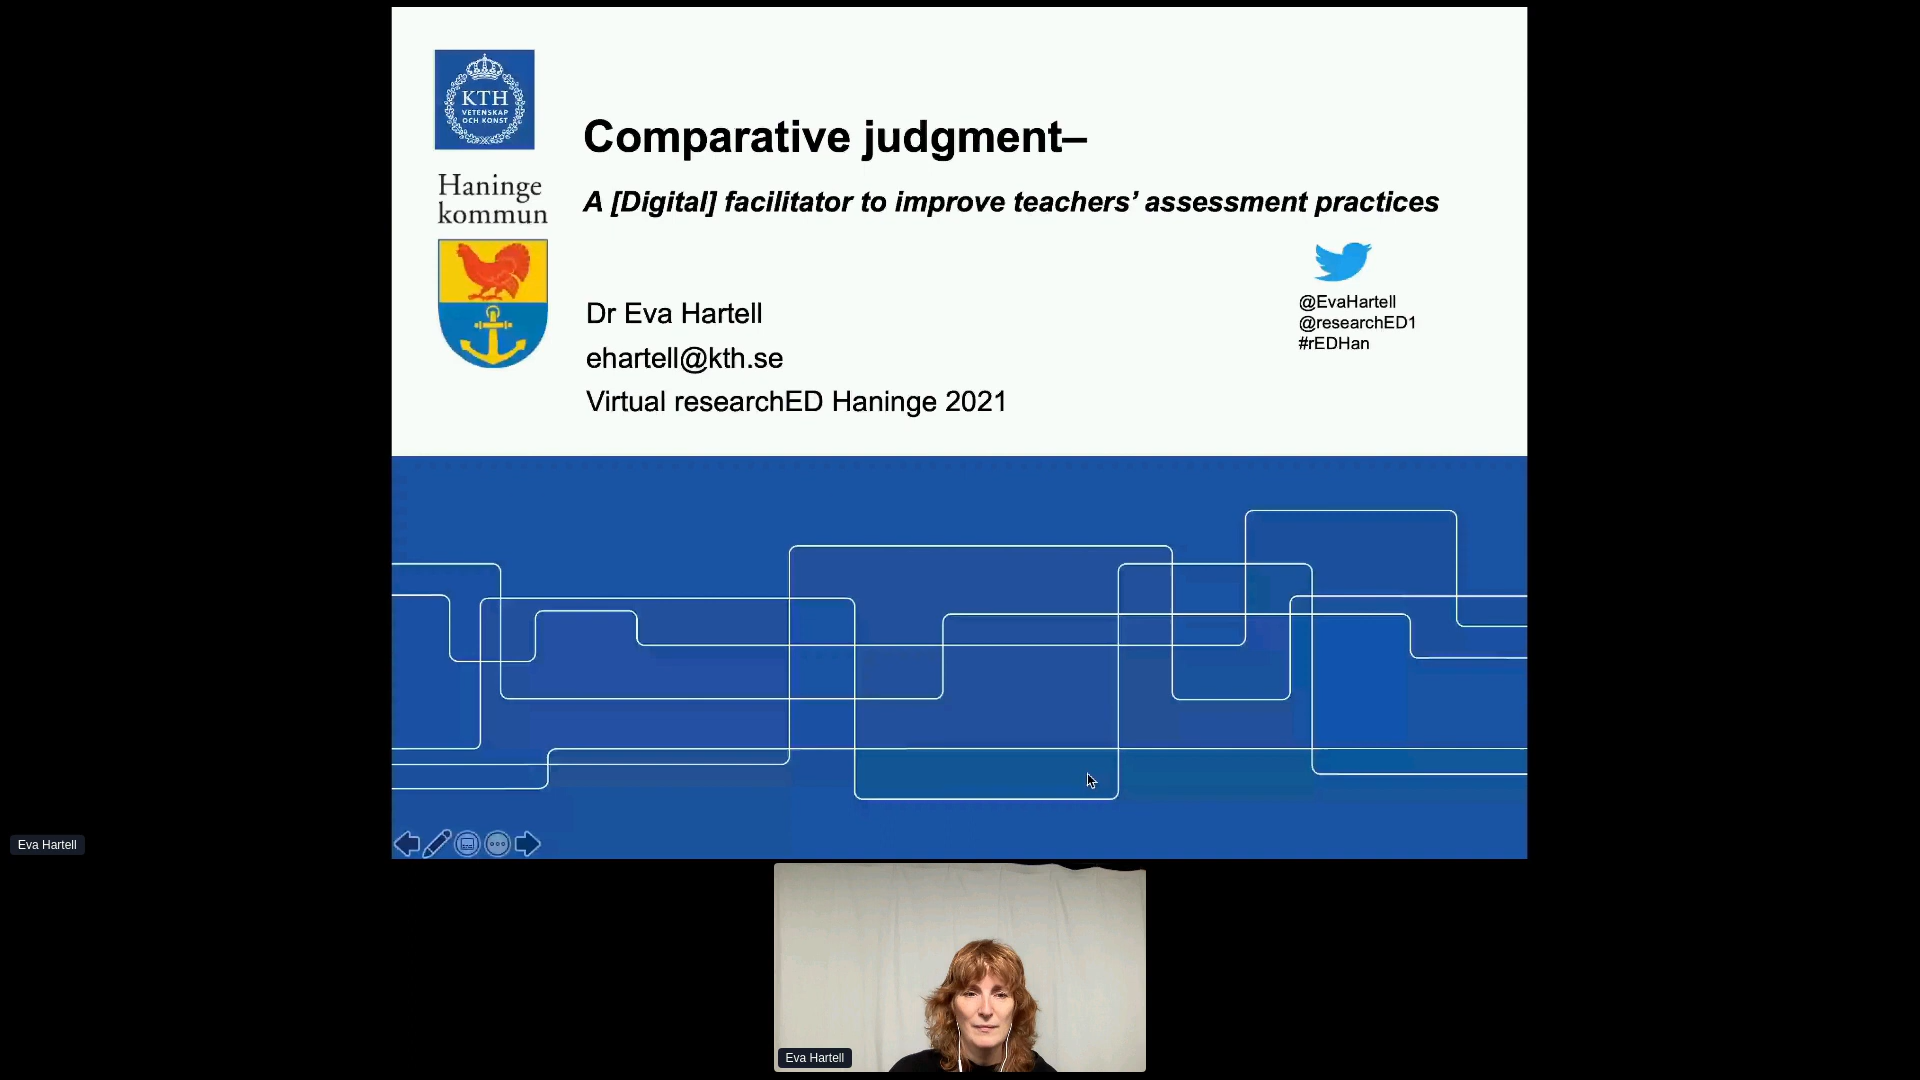 KTH
VETENSKAP
OCH KONST
Haninge
kommun
Comparative judgment–
A [Digital] facilitator to improve teachers’ assessment practices
Dr Eva Hartell
ehartell@kth.se
Virtual researchED Haninge 2021
@EvaHartell
@researchED1
#rEDHan
Eva Hartell
Eva Hartell